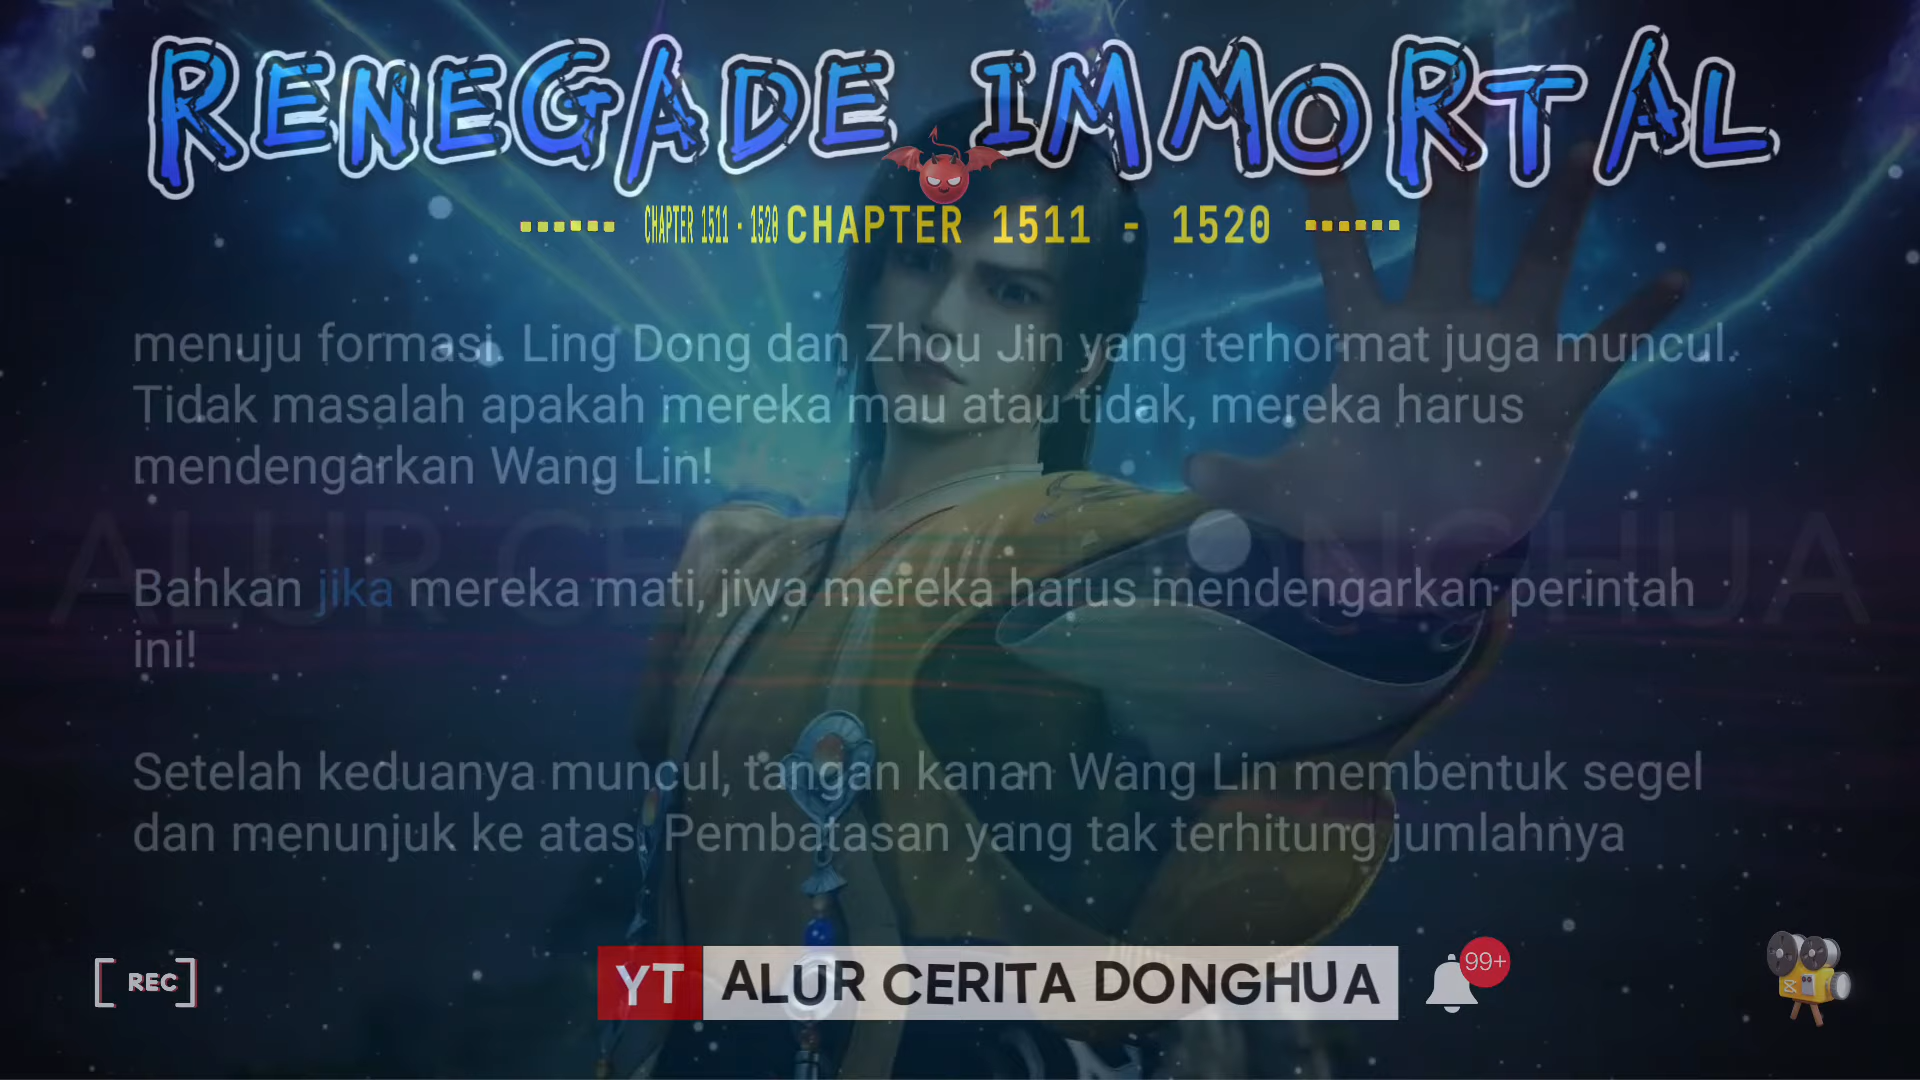 RENEGADE IMMORTAL
CHAPTER 1511 - 1520 CHAPTER 1511 - 1520
menuju formasi. Ling Dong dan Zhou Jin yang terhormat juga muncul.
Tidak masalah apakah mereka mau atau tidak, mereka harus
mendengarkan Wang Lin!
ALUR CERITA DONGHUA
Bahkan jika mereka mati, jiwa mereka harus mendengarkan perintah
ini!
Setelah keduanya muncul, tangan kanan Wang Lin membentuk segel
dan menunjuk ke atas. Pembatasan yang tak terhitung jumlahnya
[ REC ]
YT ALUR CERITA DONGHUA
99+